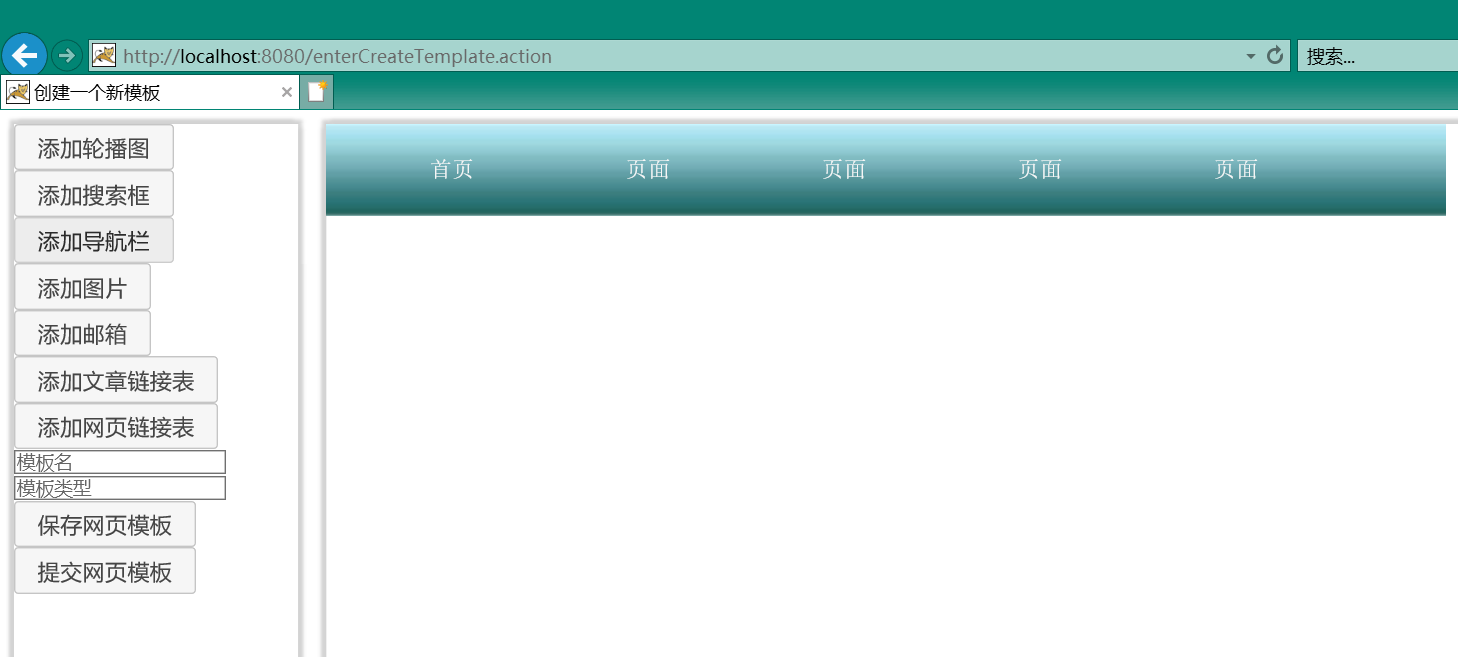 http://localhost:8080/enterCreateTemplate.action
搜索...
创建一个新模板
添加轮播图
添加搜索框
添加导航栏
添加图片
添加邮箱
添加文章链接表
添加网页链接表
模板名
模板类型
保存网页模板
提交网页模板
首页 页面 页面 页面 页面